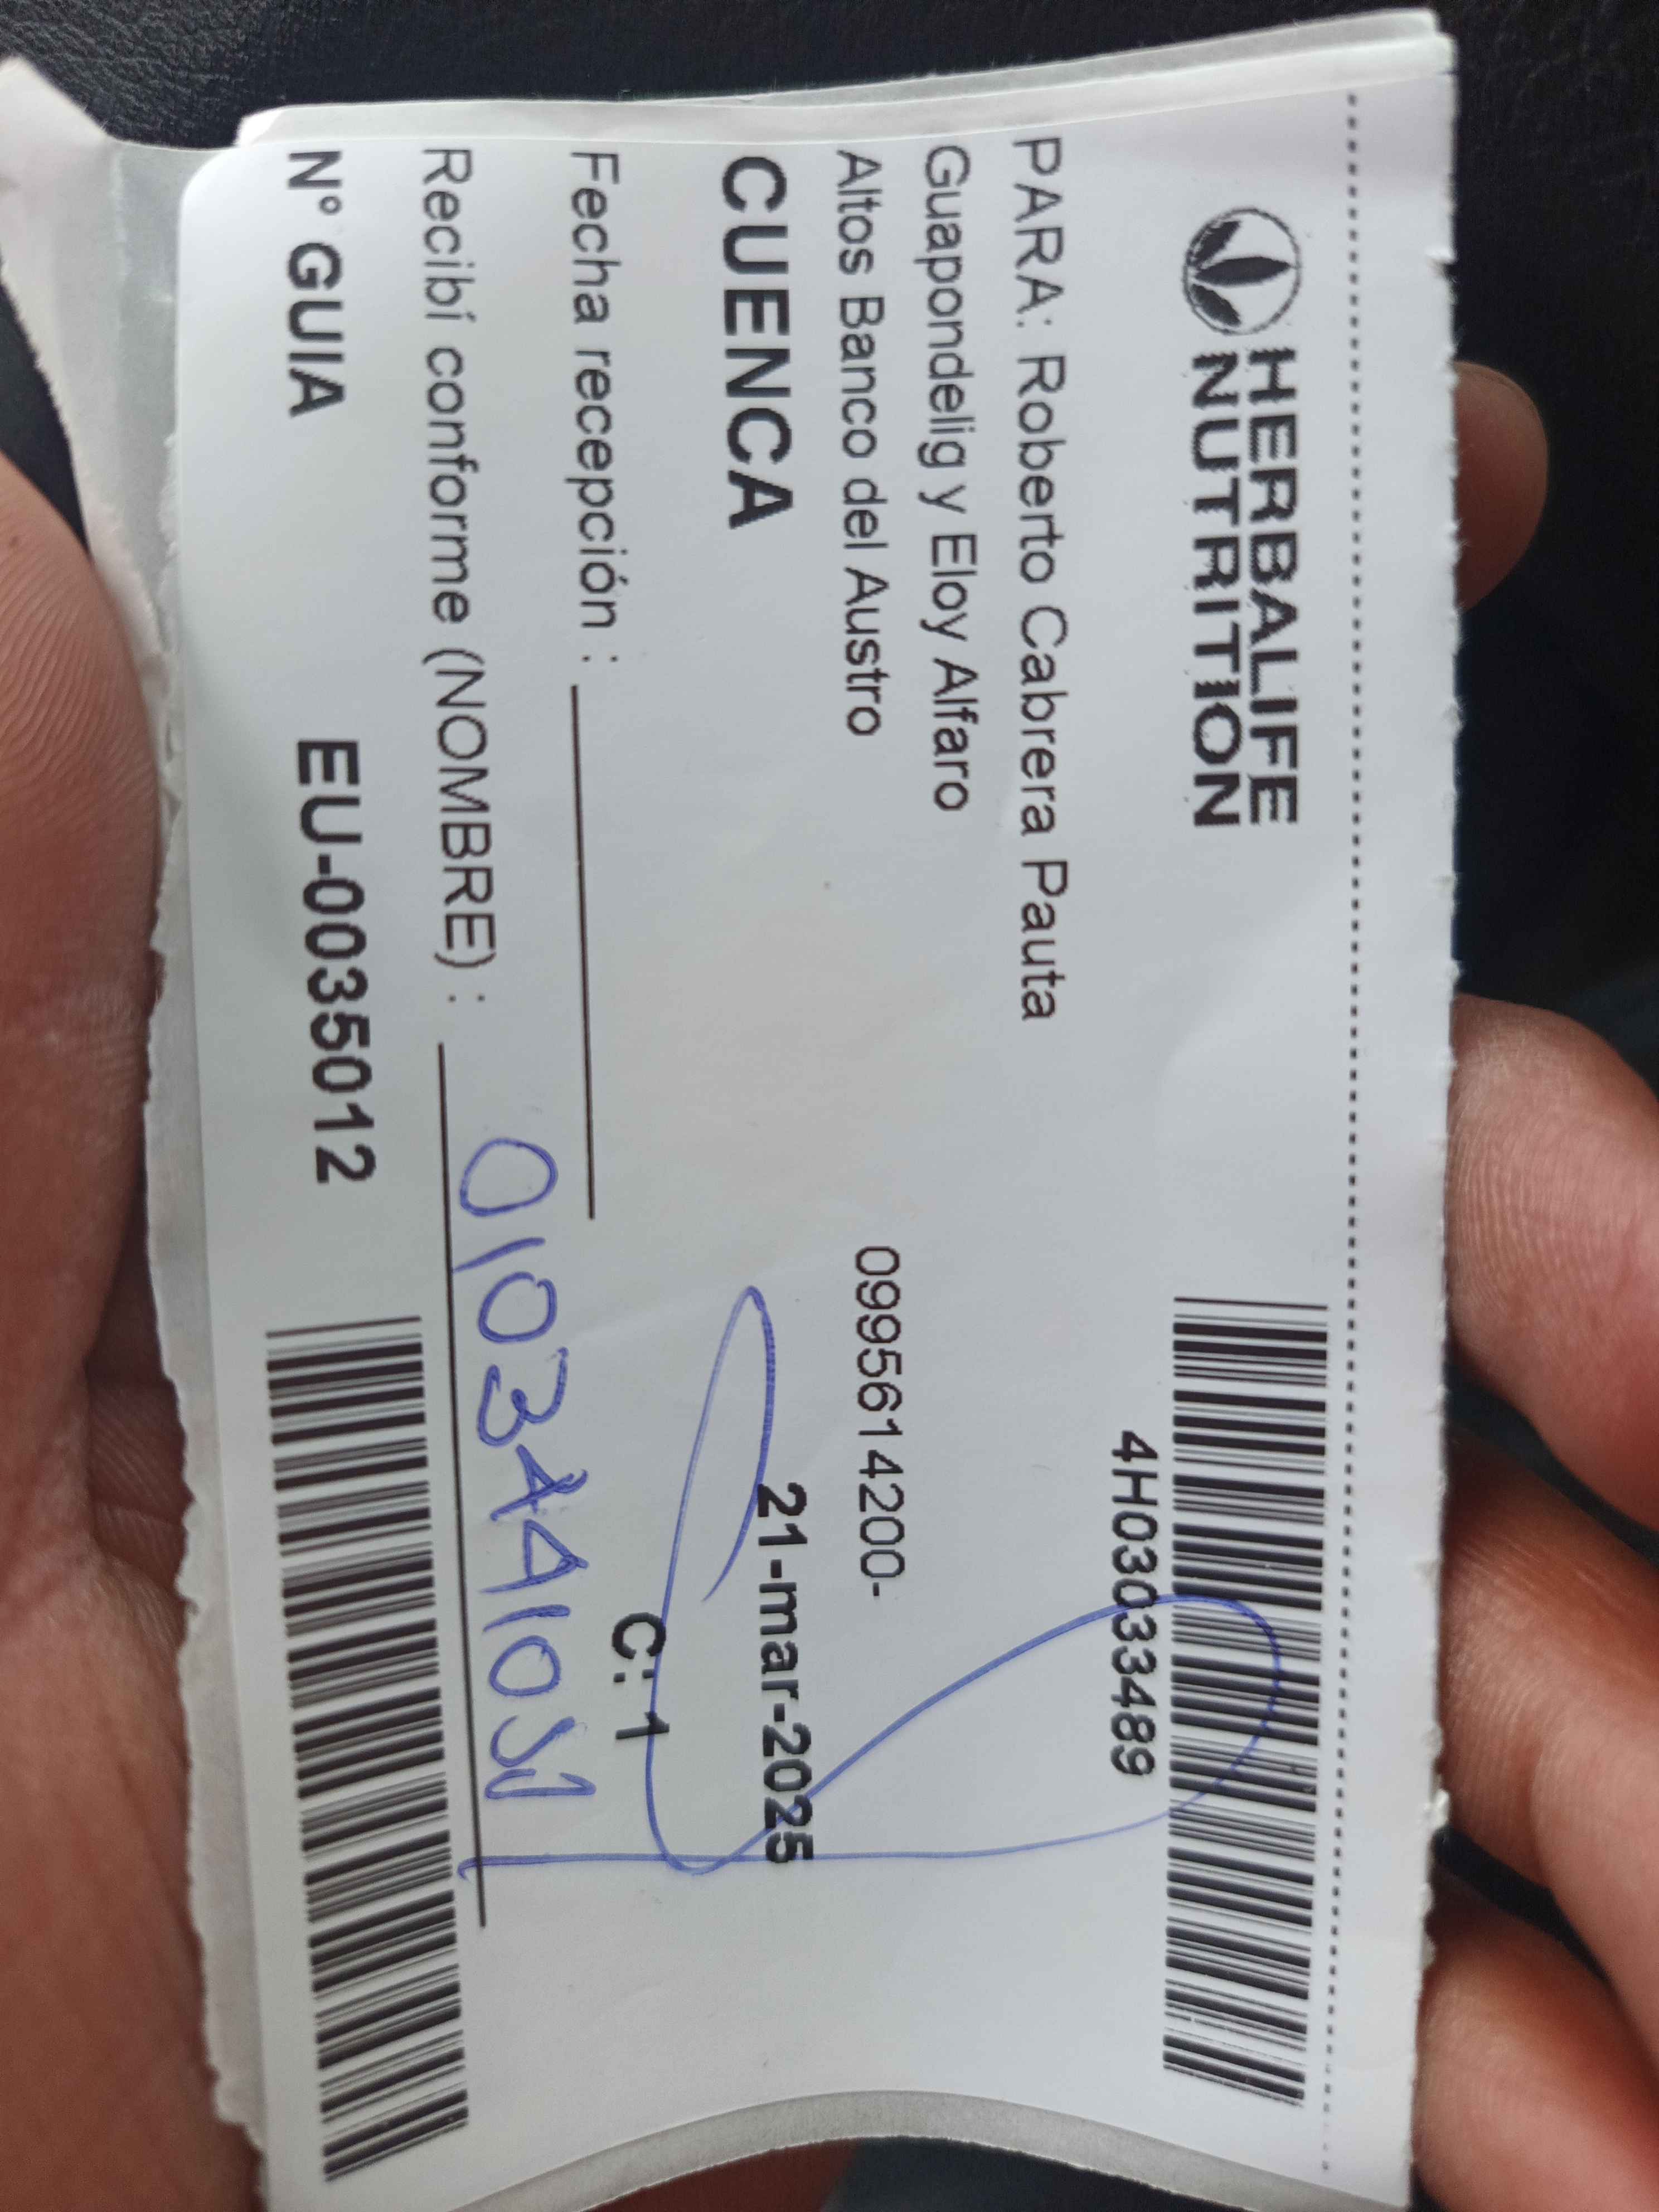 HERBALIFE
NUTRITION
4H03033489
PARA: Roberto Cabrera Pauta
Guapondelig y Eloy Alfaro
Altos Banco del Austro
0995614200-
CUENCA
21-mar-2025
Fecha recepción :
C: 1
Recibí conforme (NOMBRE) :
N° GUIA
EU-0035012